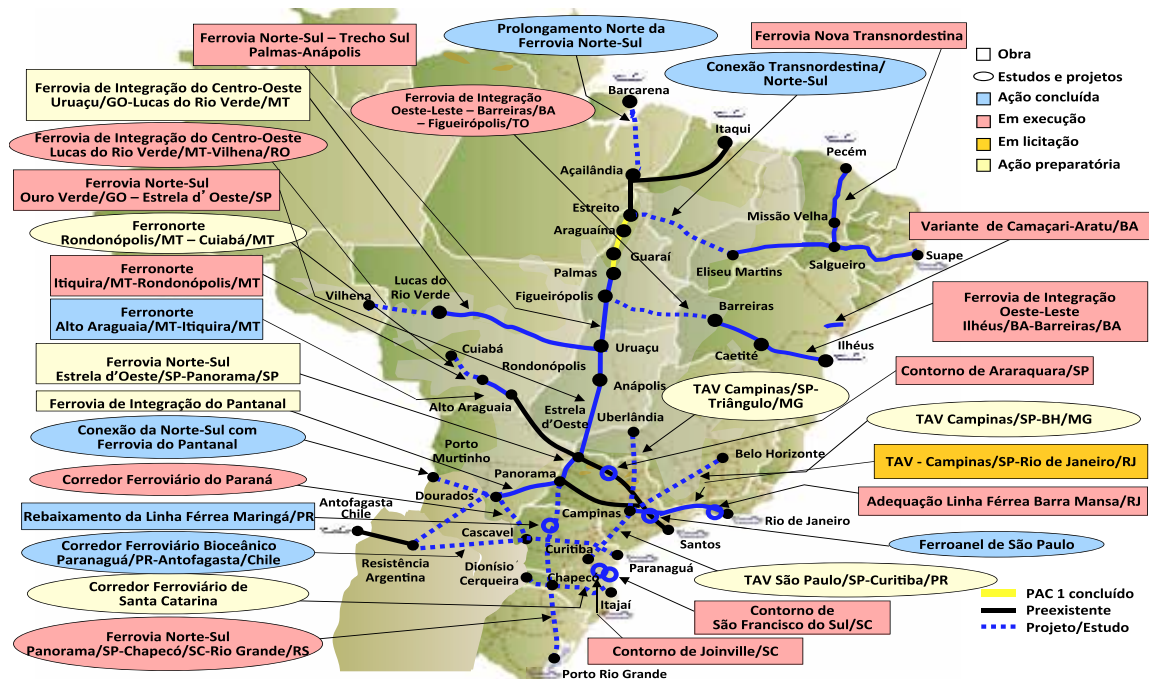 Ferrovia Norte-Sul – Trecho Sul
Palmas-Anápolis
Prolongamento Norte da
Ferrovia Norte-Sul
Ferrovia Nova Transnordestina
Conexão Transnordestina/
Norte-Sul
Obra
Estudos e projetos
Ação concluída
Em execução
Em licitação
Ação preparatória
Ferrovia de Integração do Centro-Oeste
Uruaçu/GO-Lucas do Rio Verde/MT
Ferrovia de Integração
Oeste-Leste – Barreiras/BA
– Figueirópolis/TO
Ferrovia de Integração do Centro-Oeste
Lucas do Rio Verde/MT-Vilhena/RO
Ferrovia Norte-Sul
Ouro Verde/GO – Estrela d’ Oeste/SP
Ferronorte
Rondonópolis/MT – Cuiabá/MT
Ferronorte
Itiquira/MT-Rondonópolis/MT
Ferronorte
Alto Araguaia/MT-Itiquira/MT
Ferrovia Norte-Sul
Estrela d’Oeste/SP-Panorama/SP
Ferrovia de Integração do Pantanal
Conexão da Norte-Sul com
Ferrovia do Pantanal
Corredor Ferroviário do Paraná
Rebaixamento da Linha Férrea Maringá/PR
Corredor Ferroviário Bioceânico
Paranaguá/PR-Antofagasta/Chile
Corredor Ferroviário de
Santa Catarina
Ferrovia Norte-Sul
Panorama/SP-Chapecó/SC-Rio Grande/RS
Barcarena
Itaqui
Pecém
Açailândia
Estreito
Araguaína
Guaraí
Palmas
Figueirópolis
Missão Velha
Eliseu Martins
Salgueiro
Suape
Variante de Camaçari-Aratu/BA
Lucas do
Rio Verde
Vilhena
Barreiras
Ferrovia de Integração
Oeste-Leste
Ilhéus/BA-Barreiras/BA
Cuiabá
Uruaçu
Caetité
Ilhéus
Rondonópolis
Anápolis
Alto Araguaia
Contorno de Araraquara/SP
TAV Campinas/SP-
Triângulo/MG
Estrela
d’Oeste
Uberlândia
TAV Campinas/SP-BH/MG
Porto
Murtinho
Panorama
Belo Horizonte
TAV - Campinas/SP-Rio de Janeiro/RJ
Dourados
Antofagasta
Chile
Campinas
Adequação Linha Férrea Barra Mansa/RJ
Rio de Janeiro
Cascavel
Santos
Curitiba
Ferroanel de São Paulo
Resistência
Argentina
Dionísio
Cerqueira
Paranaguá
Chapecó
TAV São Paulo/SP-Curitiba/PR
Itajaí
Contorno de
São Francisco do Sul/SC
Contorno de Joinville/SC
Porto Rio Grande
PAC 1 concluído
Preexistente
Projeto/Estudo